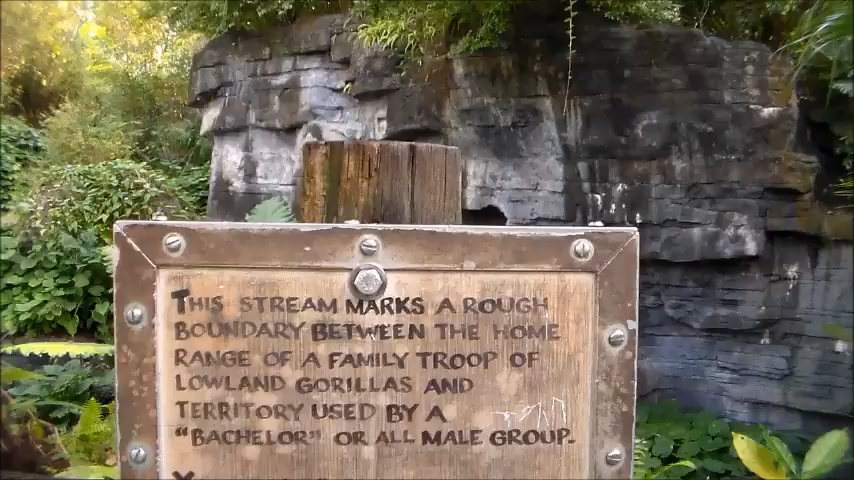 THIS STREAM MARKS A ROUGH
BOUNDARY BETWEEN THE HOME
RANGE OF A FAMILY TROOP OF
LOWLAND GORILLAS AND
TERRITORY USED BY A
"BACHELOR" OR ALL MALE GROUP.